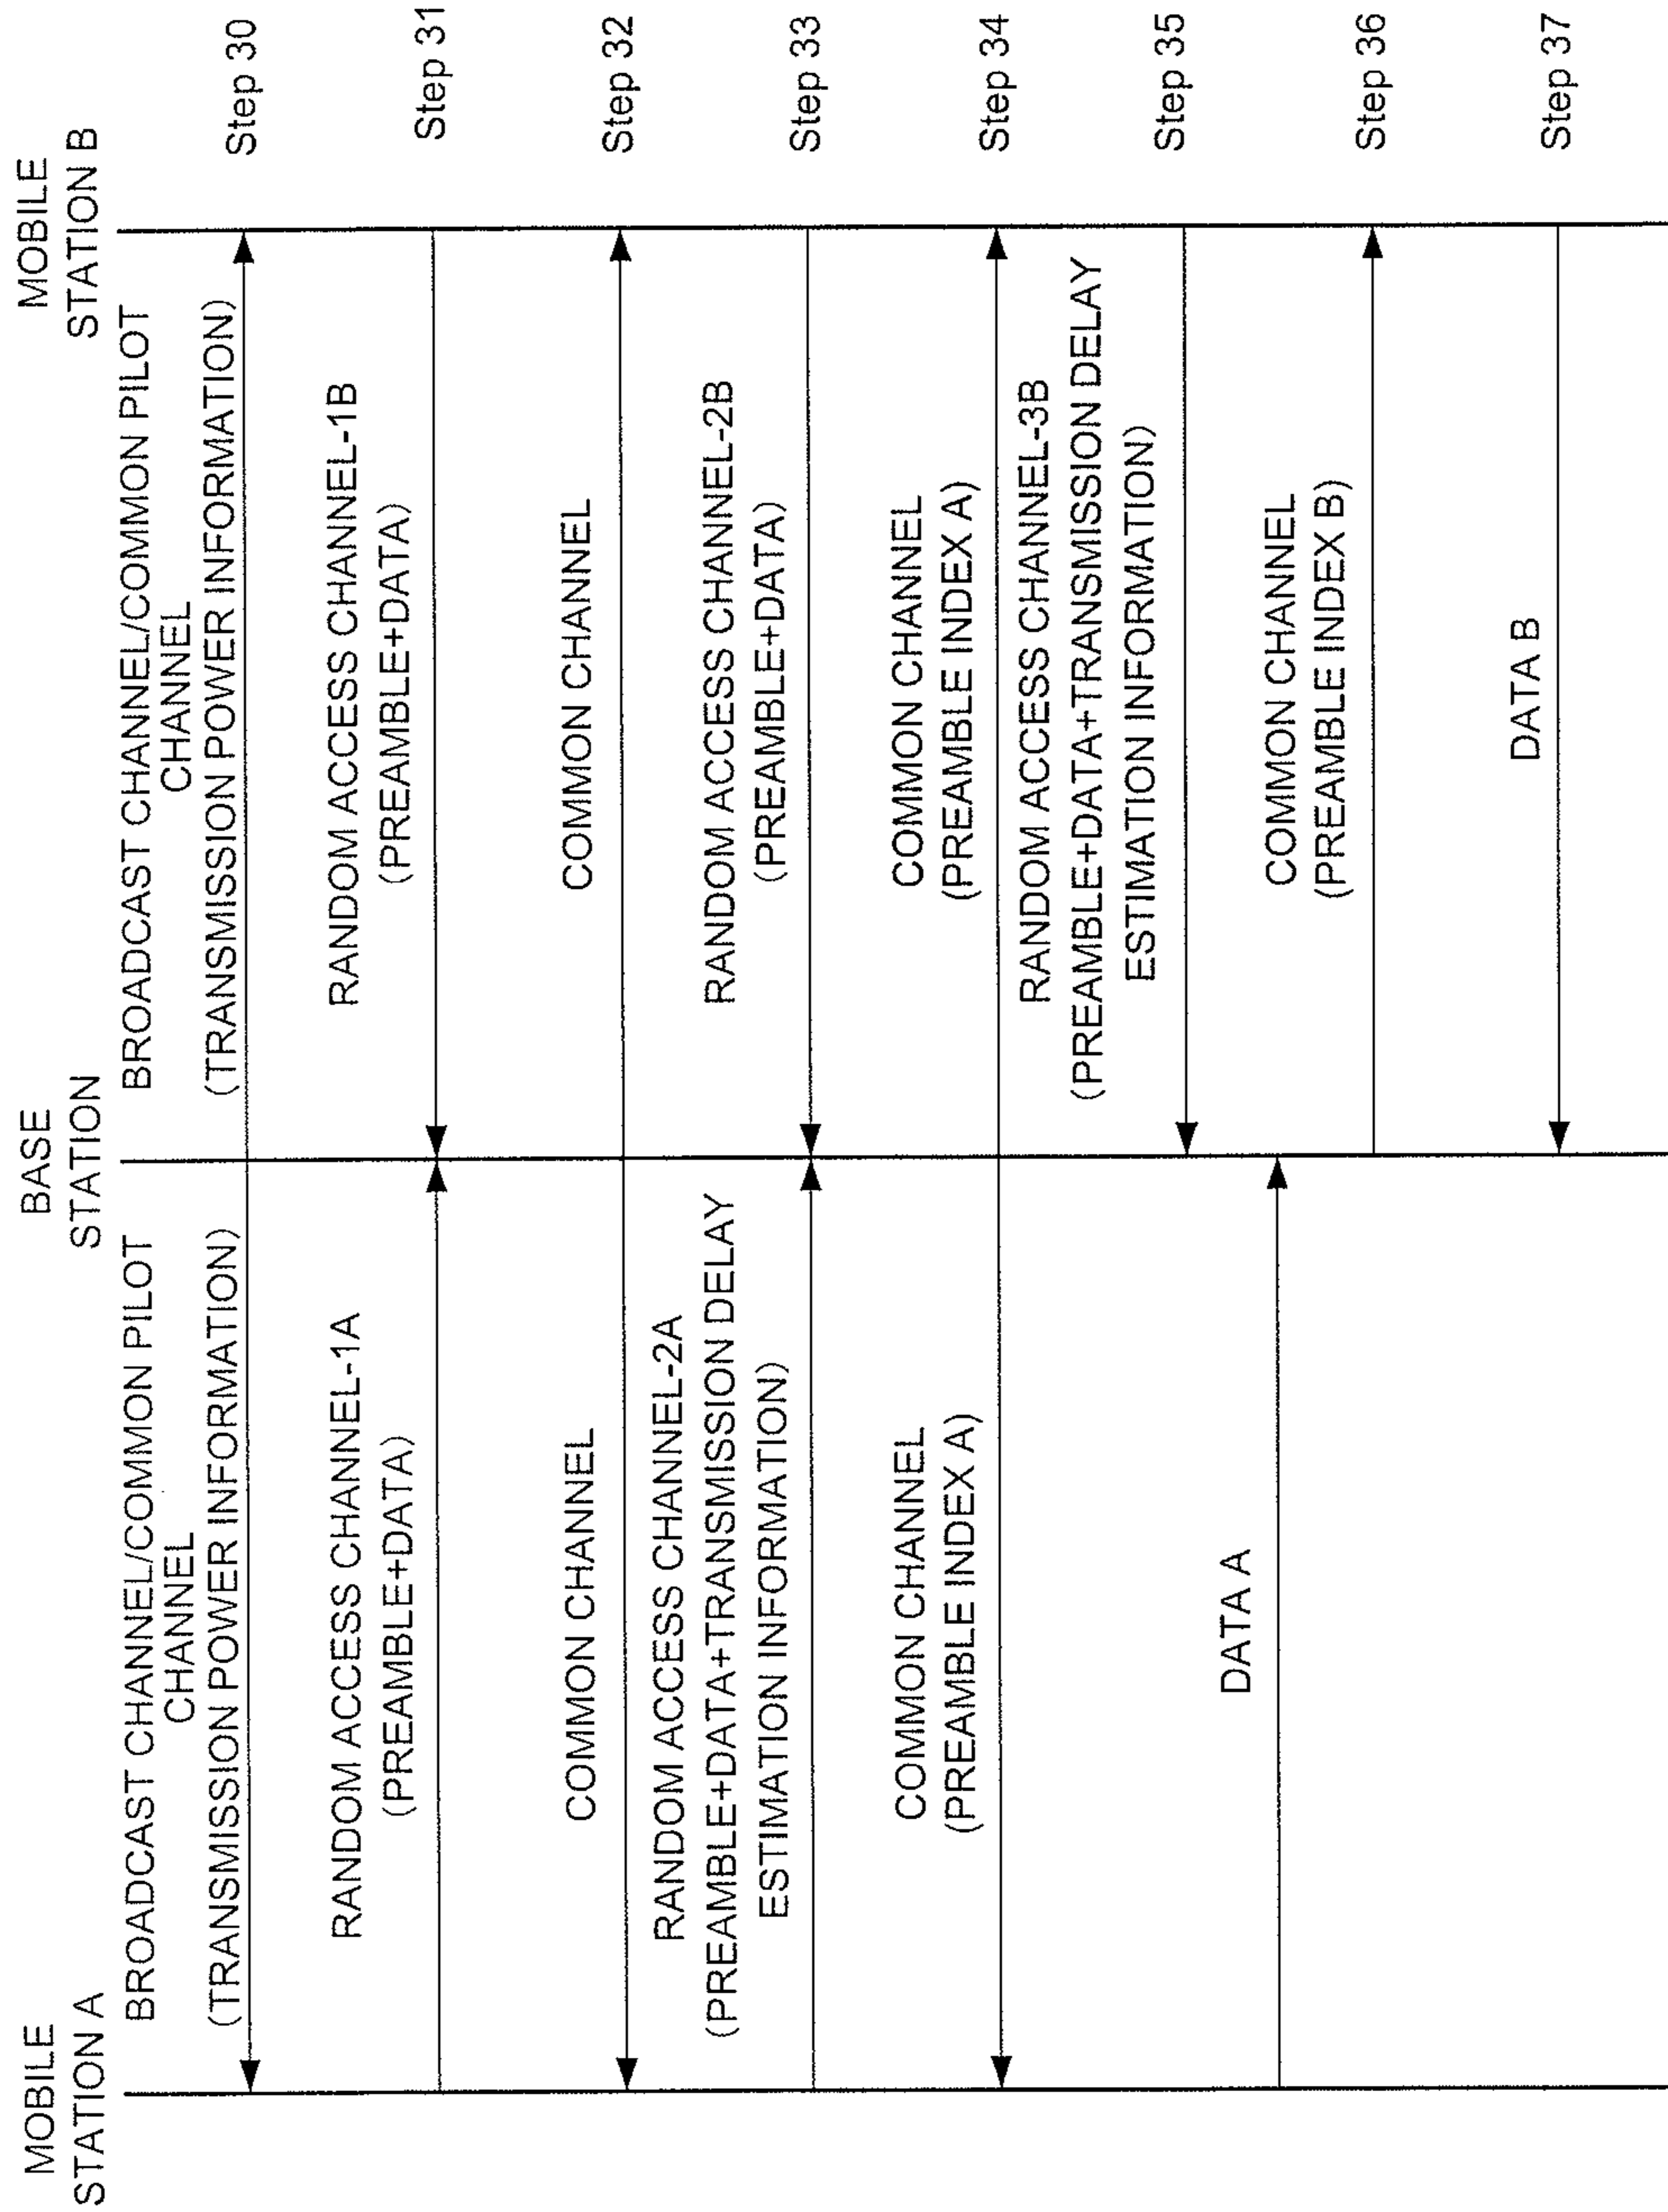 MOBILE
STATION A
BASE
STATION
MOBILE
STATION B
BROADCAST CHANNEL/COMMON PILOT
CHANNEL
(TRANSMISSION POWER INFORMATION)
BROADCAST CHANNEL/COMMON PILOT
CHANNEL
(TRANSMISSION POWER INFORMATION)
Step 30
RANDOM ACCESS CHANNEL-1A
(PREAMBLE+DATA)
RANDOM ACCESS CHANNEL-1B
(PREAMBLE+DATA)
Step 31
COMMON CHANNEL
COMMON CHANNEL
Step 32
RANDOM ACCESS CHANNEL-2A
(PREAMBLE+DATA+TRANSMISSION DELAY
ESTIMATION INFORMATION)
RANDOM ACCESS CHANNEL-2B
(PREAMBLE+DATA)
Step 33
COMMON CHANNEL
(PREAMBLE INDEX A)
COMMON CHANNEL
(PREAMBLE INDEX A)
Step 34
RANDOM ACCESS CHANNEL-3B
(PREAMBLE+DATA+TRANSMISSION DELAY
ESTIMATION INFORMATION)
Step 35
DATA A
COMMON CHANNEL
(PREAMBLE INDEX B)
Step 36
DATA B
Step 37